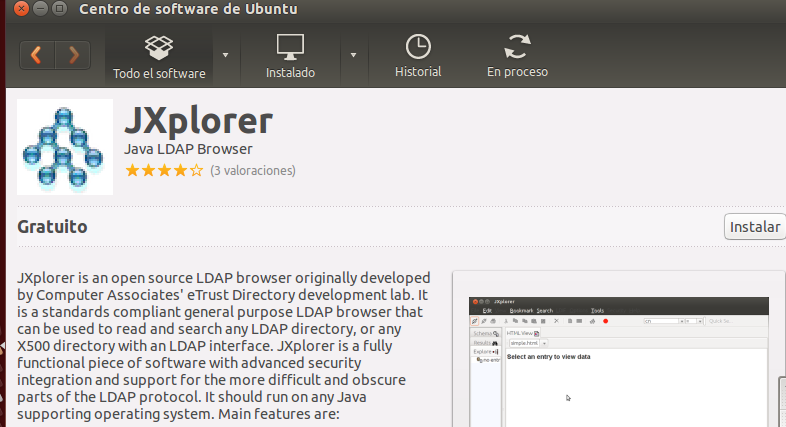 Centro de software de Ubuntu
Todo el software
Instalado
Historial
En proceso
JXplorer
Java LDAP Browser
(3 valoraciones)
Gratuito
Instalar
JXplorer is an open source LDAP browser originally developed
by Computer Associates' eTrust Directory development lab. It
is a standards compliant general purpose LDAP browser that
can be used to read and search any LDAP directory, or any
X500 directory with an LDAP interface. JXplorer is a fully
functional piece of software with advanced security
integration and support for the more difficult and obscure
parts of the LDAP protocol. It should run on any Java
supporting operating system. Main features are:
JXplorer
Edit Bookmark Search Tools
cn = Quick Se
Schema HTML View
Results simple.html
Explore Select an entry to view data